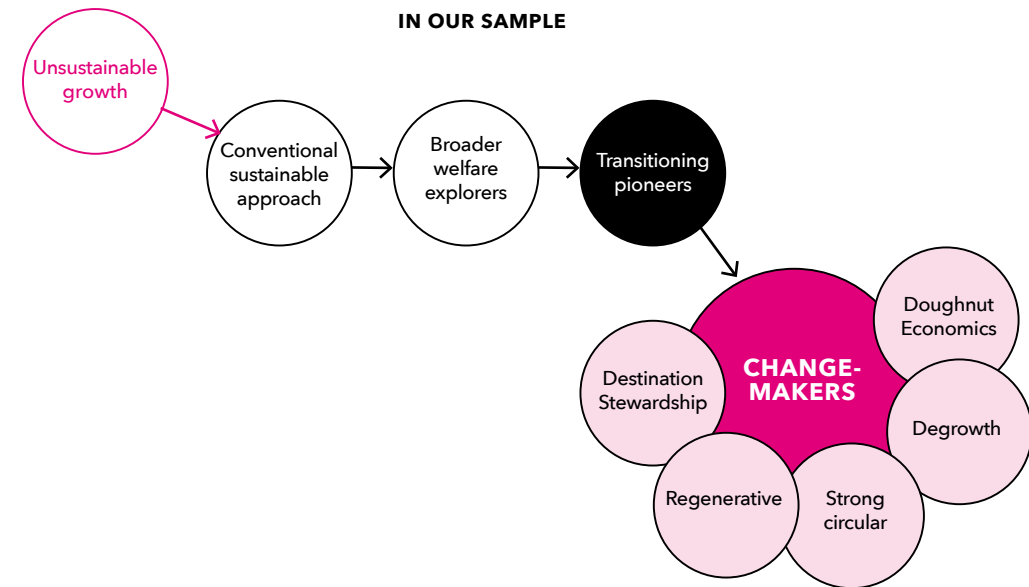 IN OUR SAMPLE
Unsustainable
growth
Conventional
sustainable
approach
Broader
welfare
explorers
Transitioning
pioneers
CHANGE-
MAKERS
Doughnut
Economics
Degrowth
Strong
circular
Regenerative
Destination
Stewardship